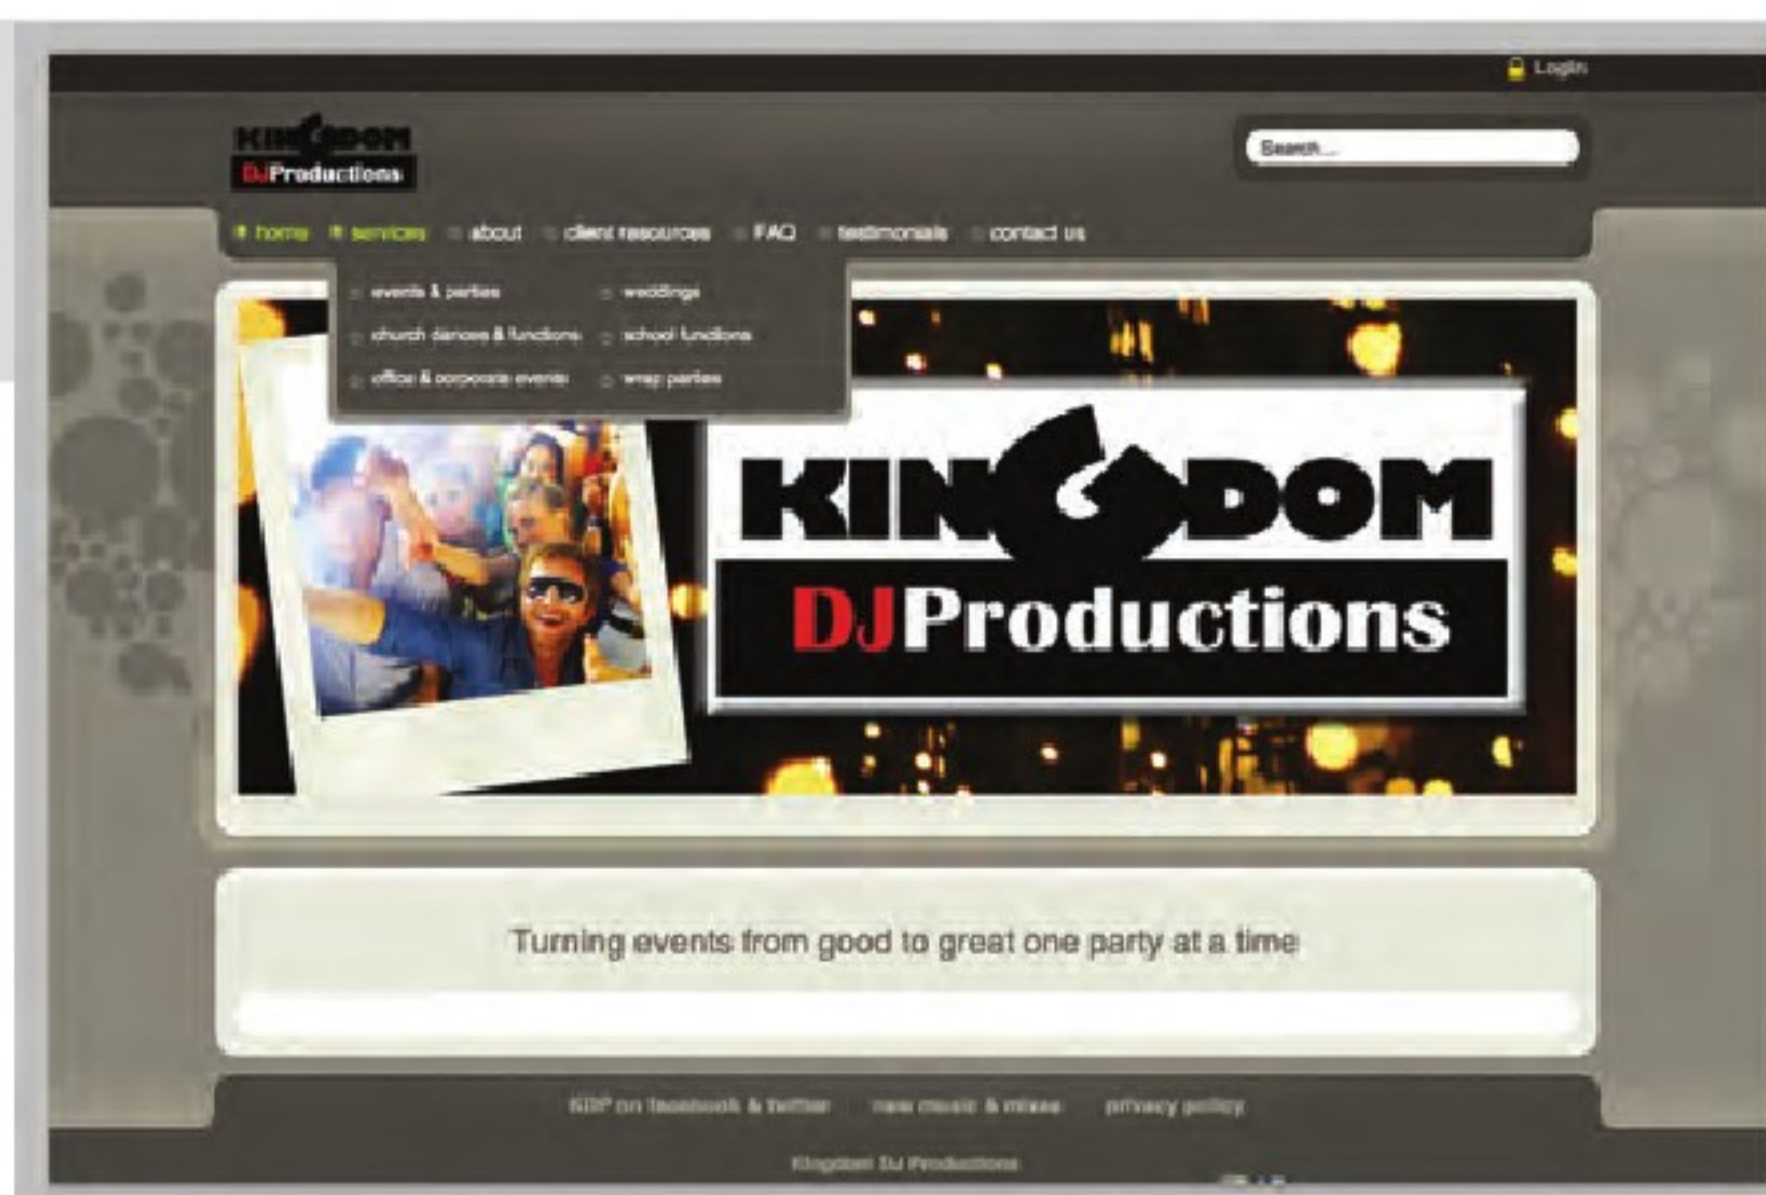 Login
KINGDOM
DJProductions
Search...
home services about client resources FAQ testimonials contact us
events & parties weddings
church dances & functions school functions
office & corporate events wrap parties
KINGDOM
DJProductions
Turning events from good to great one party at a time
KDP on facebook & twitter new music & mixes privacy policy
Kingdom DJ Productions